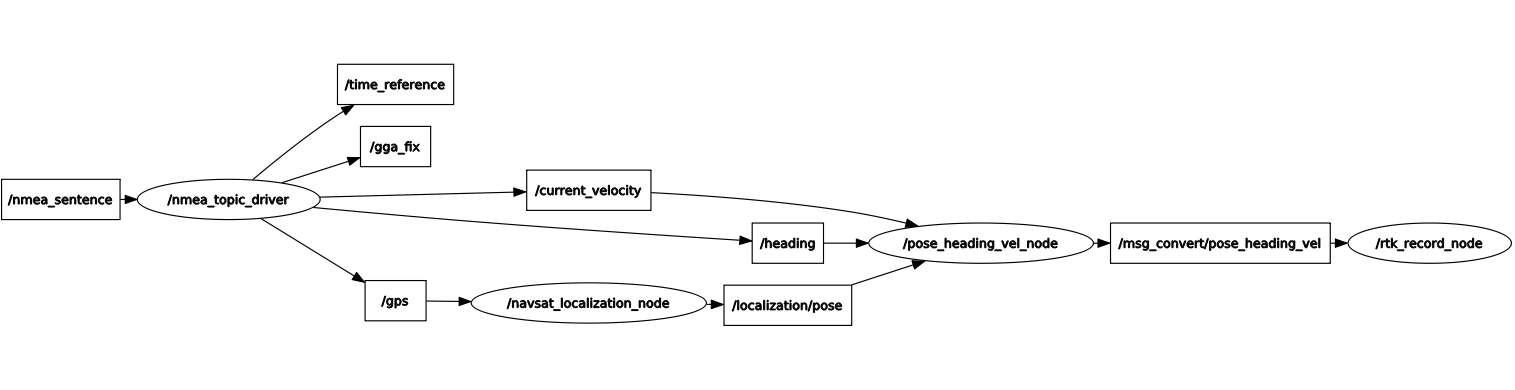 /time_reference
/gga_fix
/nmea_sentence
/nmea_topic_driver
/current_velocity
/heading
/pose_heading_vel_node
/msg_convert/pose_heading_vel
/rtk_record_node
/gps
/navsat_localization_node
/localization/pose